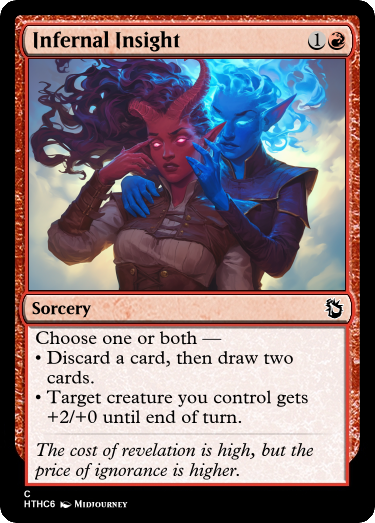 Infernal Insight 1
Sorcery
Choose one or both —
• Discard a card, then draw two
cards.
• Target creature you control gets
+2/+0 until end of turn.
The cost of revelation is high, but the
price of ignorance is higher.
C
HTHC6 Midjourney